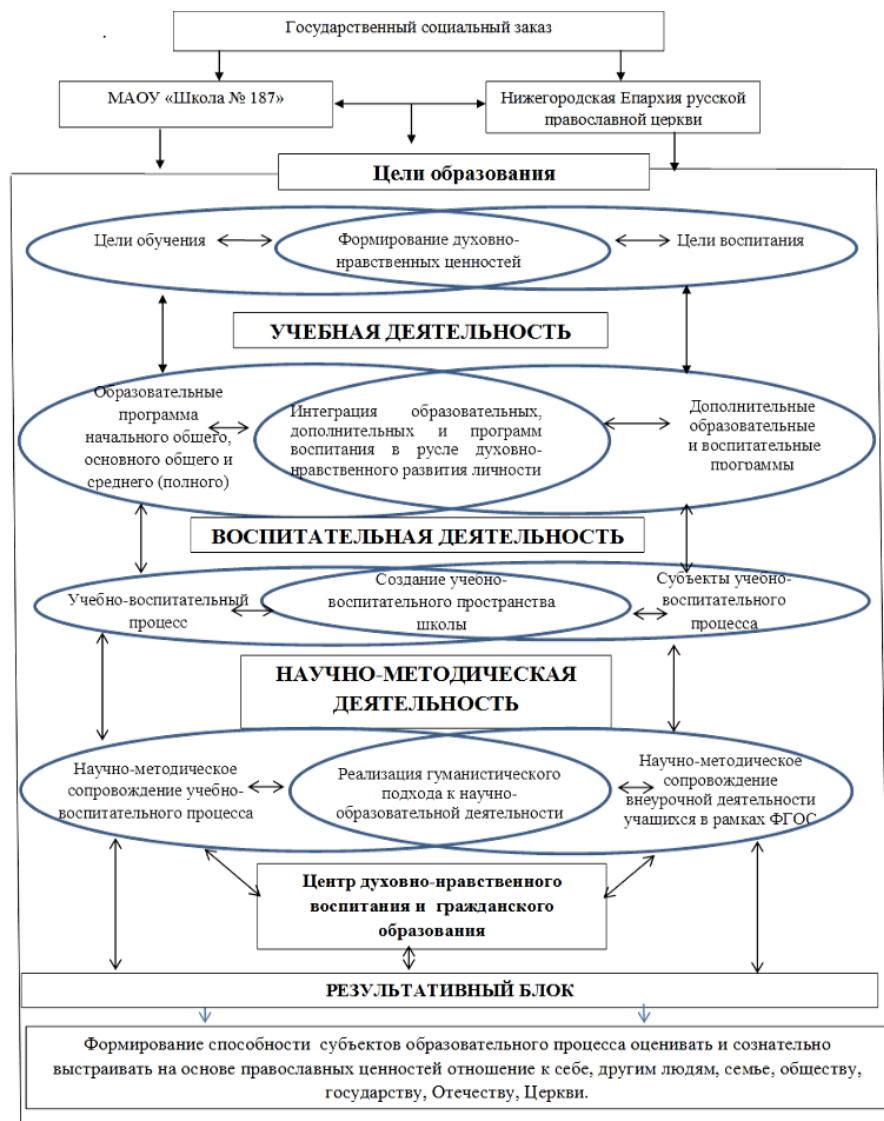 Государственный социальный заказ
МАОУ «Школа № 187»
Нижегородская Епархия русской
православной церкви
Цели образования
Цели обучения
Формирование духовно-
нравственных ценностей
Цели воспитания
УЧЕБНАЯ ДЕЯТЕЛЬНОСТЬ
Образовательные
программа
начального общего,
основного общего и
среднего (полного)
Интеграция образовательных,
дополнительных и программ
воспитания в русле духовно-
нравственного развития личности
Дополнительные
образовательные
и воспитательные
программы
ВОСПИТАТЕЛЬНАЯ ДЕЯТЕЛЬНОСТЬ
Учебно-воспитательный
процесс
Создание учебно-
воспитательного пространства
школы
Субъекты учебно-
воспитательного
процесса
НАУЧНО-МЕТОДИЧЕСКАЯ
ДЕЯТЕЛЬНОСТЬ
Научно-методическое
сопровождение учебно-
воспитательного процесса
Реализация гуманистического
подхода к научно-
образовательной деятельности
Научно-методическое
сопровождение
внеурочной деятельности
учащихся в рамках ФГОС
Центр духовно-нравственного
воспитания и гражданского
образования
РЕЗУЛЬТАТИВНЫЙ БЛОК
Формирование способности субъектов образовательного процесса оценивать и сознательно
выстраивать на основе православных ценностей отношение к себе, другим людям, семье, обществу,
государству, Отечеству, Церкви.